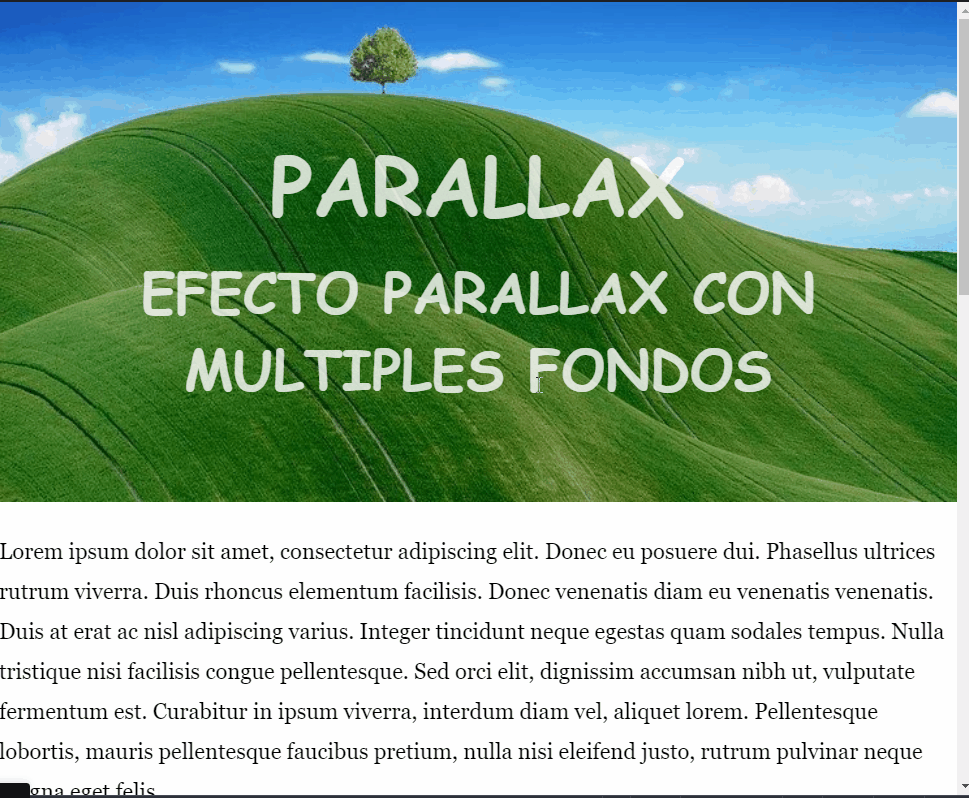 PARALLAX
EFECTO PARALLAX CON
MULTIPLES FONDOS
Lorem ipsum dolor sit amet, consectetur adipiscing elit. Donec eu posuere dui. Phasellus ultrices
rutrum viverra. Duis rhoncus elementum facilisis. Donec venenatis diam eu venenatis venenatis.
Duis at erat ac nisl adipiscing varius. Integer tincidunt neque egestas quam sodales tempus. Nulla
tristique nisi facilisis congue pellentesque. Sed orci elit, dignissim accumsan nibh ut, vulputate
fermentum est. Curabitur in ipsum viverra, interdum diam vel, aliquet lorem. Pellentesque
lobortis, mauris pellentesque faucibus pretium, nulla nisi eleifend justo, rutrum pulvinar neque
eget felis